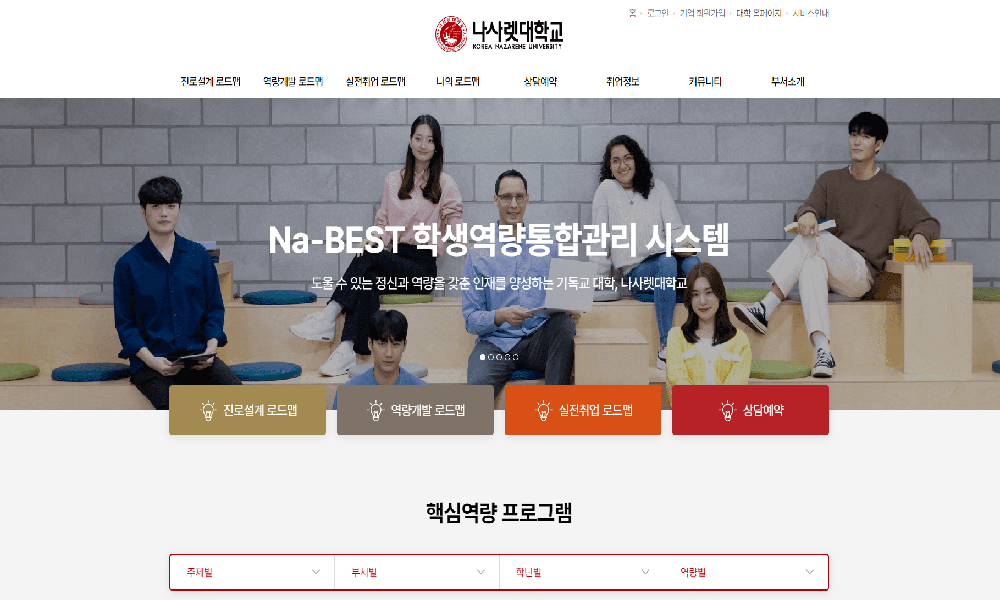 홈 · 로그인 · 기업 회원가입 · 대학 홈페이지 · 서비스안내
나사렛대학교
KOREA NAZARENE UNIVERSITY
진로설계 로드맵 역량개발 로드맵 실전취업 로드맵 나의 로드맵 상담예약 취업정보 커뮤니티 부서소개
Na-BEST 학생역량통합관리 시스템
도울 수 있는 정신과 역량을 갖춘 인재를 양성하는 기독교 대학, 나사렛대학교
진로설계 로드맵 역량개발 로드맵 실전취업 로드맵 상담예약
핵심역량 프로그램
주제별 부서별 학년별 역량별